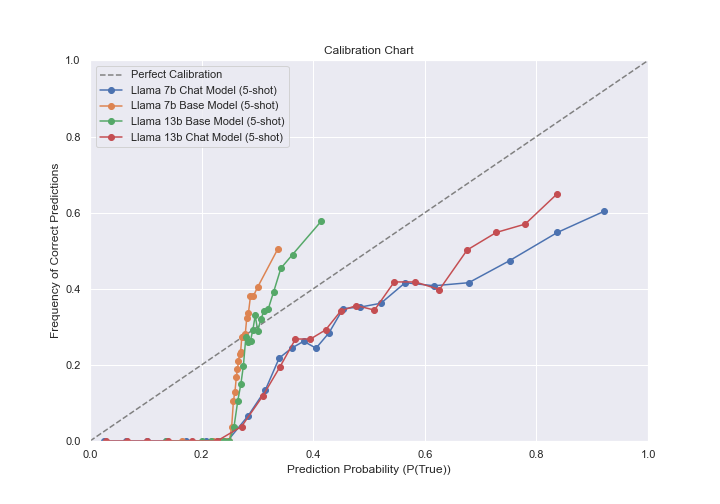 Calibration Chart
Perfect Calibration
Llama 7b Chat Model (5-shot)
Llama 7b Base Model (5-shot)
Llama 13b Base Model (5-shot)
Llama 13b Chat Model (5-shot)
Frequency of Correct Predictions
1.0
0.8
0.6
0.4
0.2
0.0
0.0 0.2 0.4 0.6 0.8 1.0
Prediction Probability (P(True))